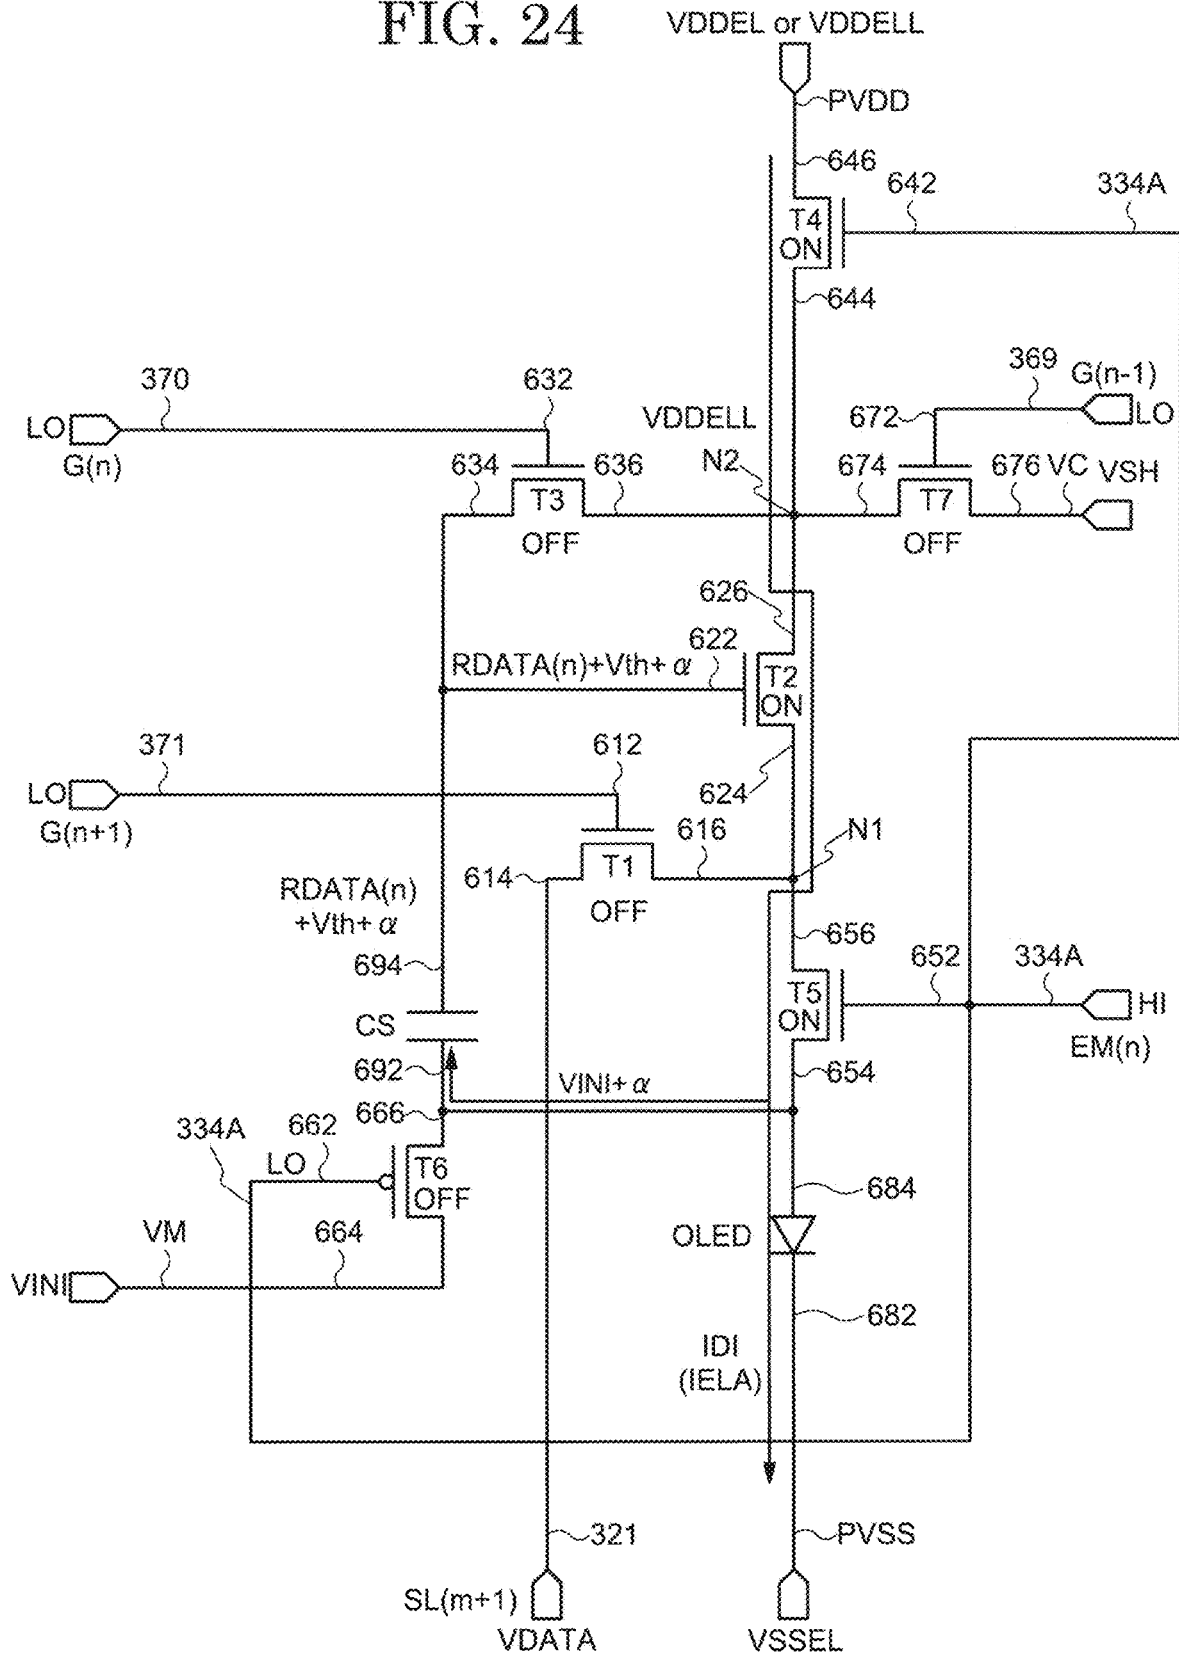 FIG. 24
VDDEL or VDDELL
PVDD
646
642
334A
T4
ON
644
370
632
369
G(n-1)
LO
G(n)
VDDELL
672
LO
634
636
N2
674
676
VC
VSH
T3
OFF
T7
OFF
626
622
RDATA(n)+Vth+α
T2
ON
371
612
624
LO
G(n+1)
616
N1
614
T1
OFF
RDATA(n)
+Vth+α
656
694
652
334A
T5
ON
HI
CS
EM(n)
692
VINI+α
654
666
334A
662
LO
T6
OFF
684
VM
664
OLED
VINI
682
IDI
(IELA)
321
PVSS
SL(m+1)
VDATA
VSSEL